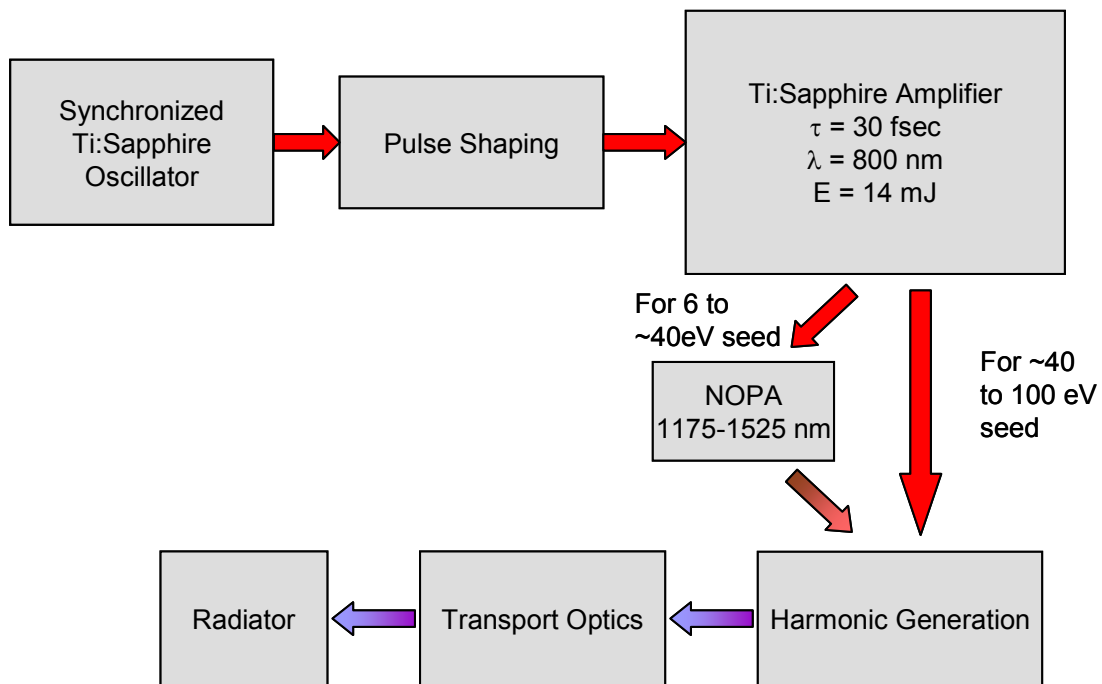 Synchronized
Ti:Sapphire
Oscillator
Pulse Shaping
Ti:Sapphire Amplifier
τ = 30 fsec
λ = 800 nm
E = 14 mJ
For 6 to
~40eV seed
For ~40
to 100 eV
seed
NOPA
1175-1525 nm
Radiator
Transport Optics
Harmonic Generation